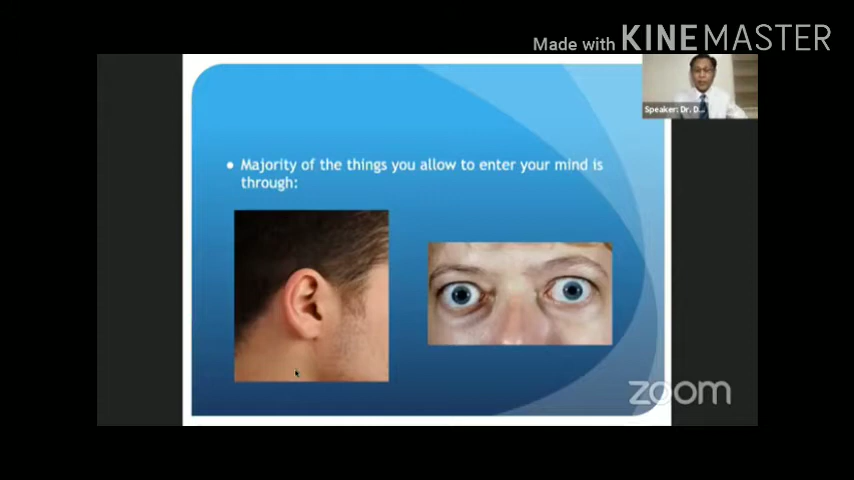 Made with KINEMASTER
Speaker: Dr. D...
• Majority of the things you allow to enter your mind is
through:
zoom